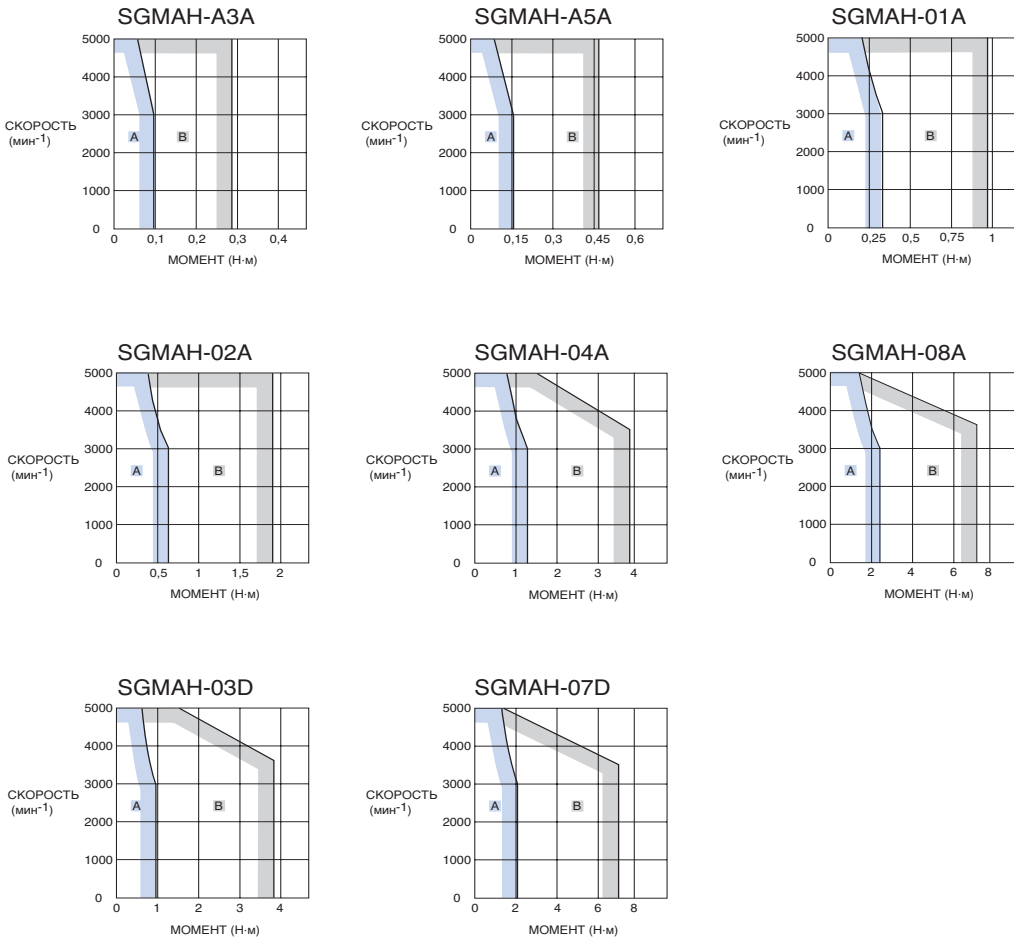 SGMAH-A3A
5000
4000
3000
2000
1000
0
СКОРОСТЬ
(мин-1)
A
B
0 0,1 0,2 0,3 0,4
МОМЕНТ (Н·м)
SGMAH-A5A
5000
4000
3000
2000
1000
0
СКОРОСТЬ
(мин-1)
A
B
0 0,15 0,3 0,45 0,6
МОМЕНТ (Н·м)
SGMAH-01A
5000
4000
3000
2000
1000
0
СКОРОСТЬ
(мин-1)
A
B
0 0,25 0,5 0,75 1
МОМЕНТ (Н·м)
SGMAH-02A
5000
4000
3000
2000
1000
0
СКОРОСТЬ
(мин-1)
A
B
0 0,5 1 1,5 2
МОМЕНТ (Н·м)
SGMAH-04A
5000
4000
3000
2000
1000
0
СКОРОСТЬ
(мин-1)
A
B
0 1 2 3 4
МОМЕНТ (Н·м)
SGMAH-08A
5000
4000
3000
2000
1000
0
СКОРОСТЬ
(мин-1)
A
B
0 2 4 6 8
МОМЕНТ (Н·м)
SGMAH-03D
5000
4000
3000
2000
1000
0
СКОРОСТЬ
(мин-1)
A
B
0 1 2 3 4
МОМЕНТ (Н·м)
SGMAH-07D
5000
4000
3000
2000
1000
0
СКОРОСТЬ
(мин-1)
A
B
0 2 4 6 8
МОМЕНТ (Н·м)